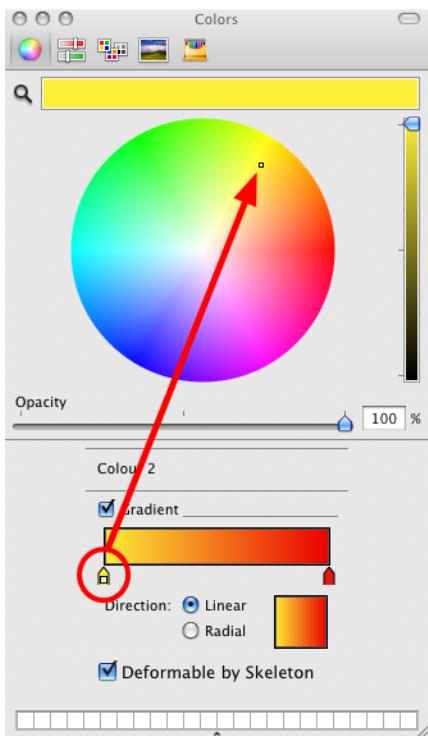 Colors
Opacity
100 %
Colour 2
Gradient
Direction: Linear
Radial
Deformable by Skeleton